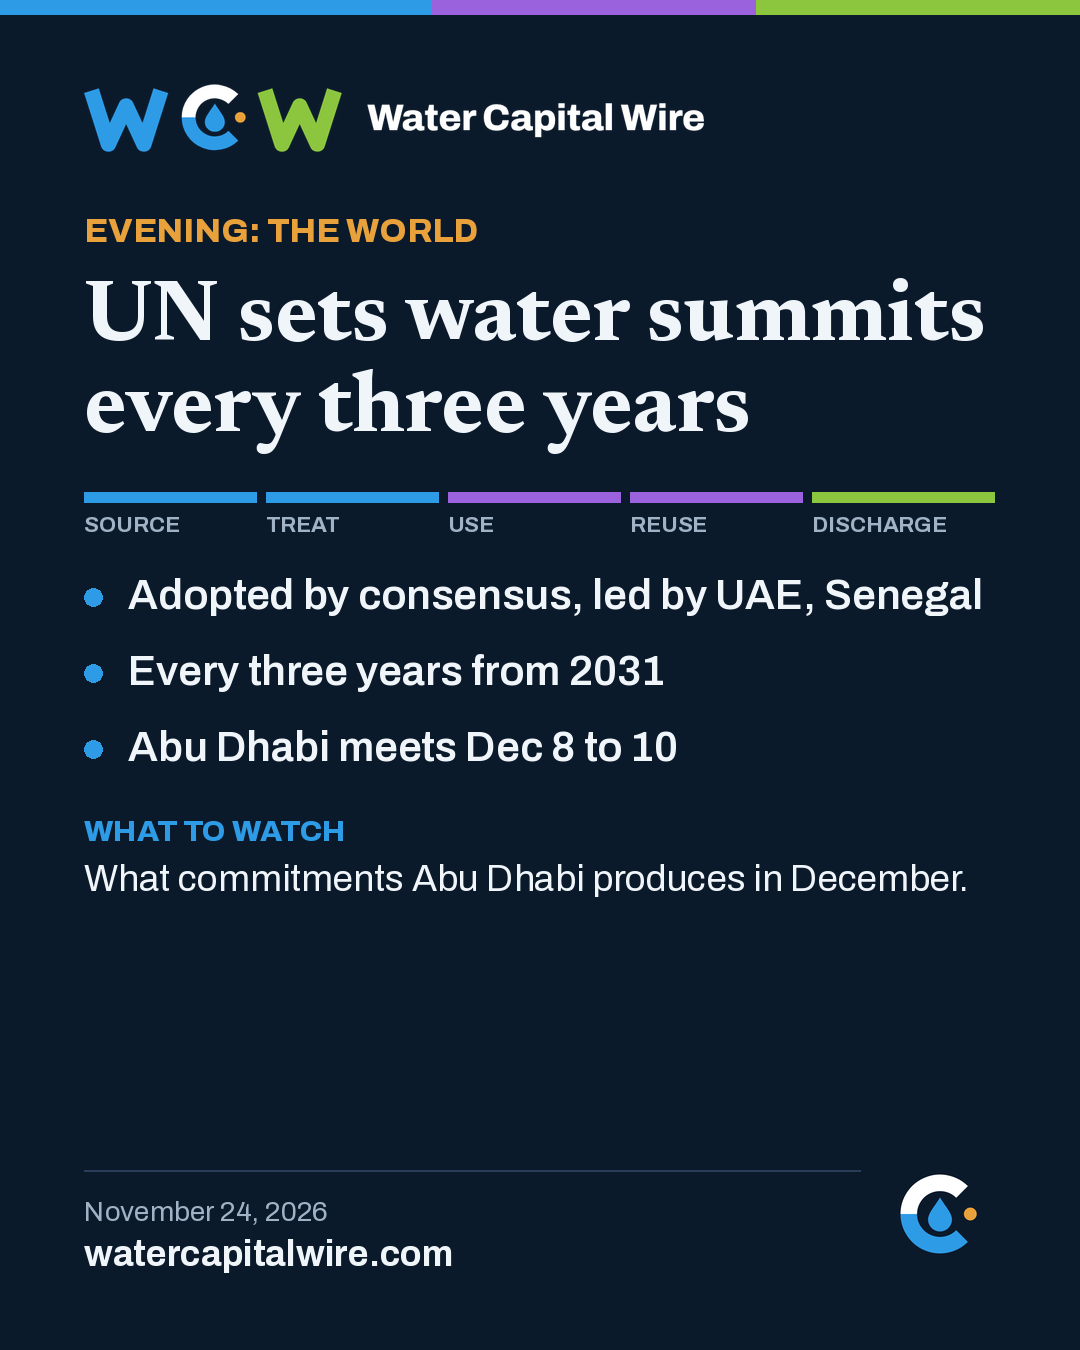 WCW Water Capital Wire
EVENING: THE WORLD
UN sets water summits
every three years
SOURCE TREAT USE REUSE DISCHARGE
Adopted by consensus, led by UAE, Senegal
Every three years from 2031
Abu Dhabi meets Dec 8 to 10
WHAT TO WATCH
What commitments Abu Dhabi produces in December.
November 24, 2026
watercapitalwire.com